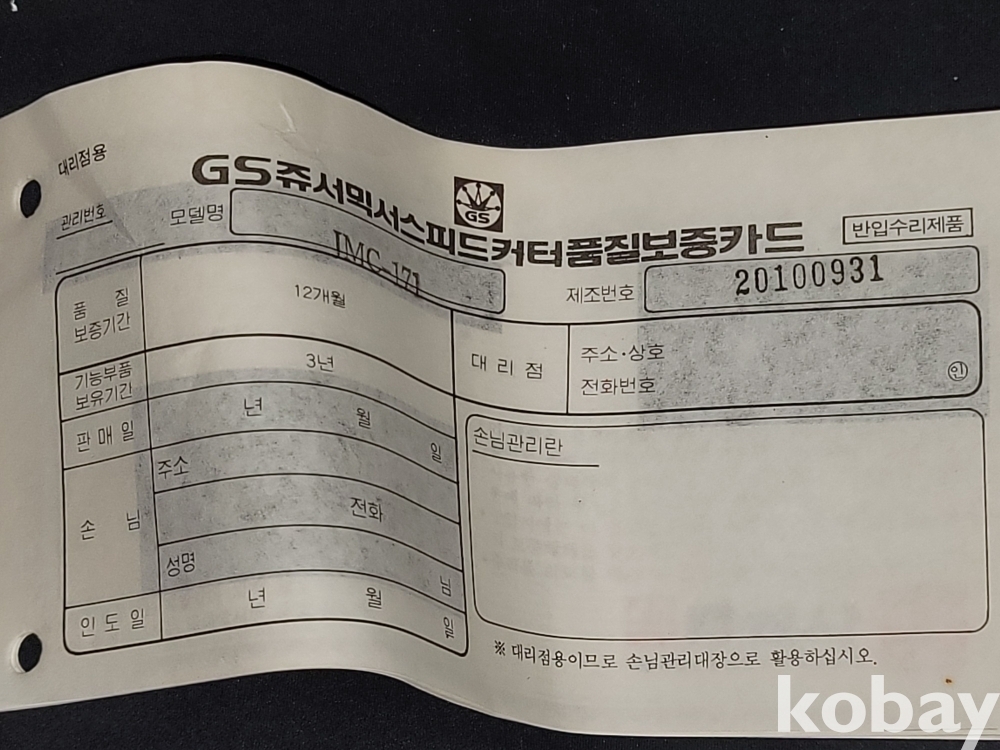 대리점용
GS쥬서믹서스피드커터품질보증카드
GS
반입수리제품
관리번호
모델명 JMC-171
제조번호 20100931
품질보증기간 12개월
기능부품보유기간 3년
판매일 년 월 일
손님 주소
전화
성명 님
인도일 년 월 일
대리점 주소·상호
전화번호 인
손님관리란
※ 대리점용이므로 손님관리대장으로 활용하십시오.
kobay